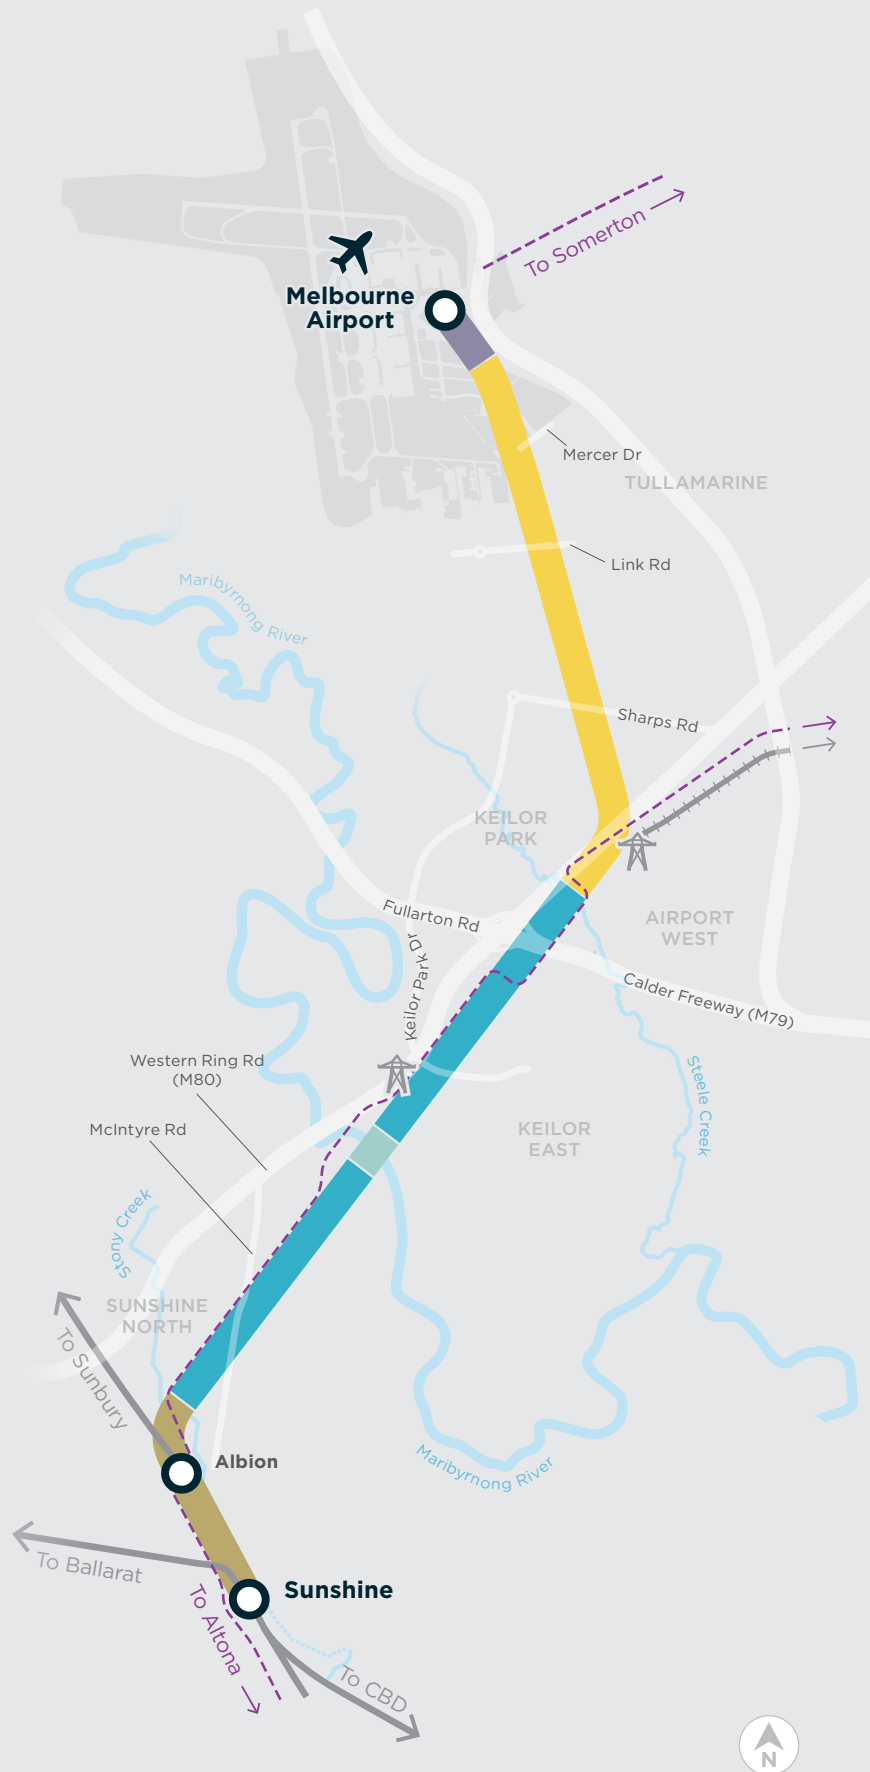 To Somerton
Melbourne
Airport
Mercer Dr
TULLAMARINE
Link Rd
Maribyrnong River
Sharps Rd
KEILOR
PARK
Fullarton Rd
AIRPORT
WEST
Keilor Park Dr
Calder Freeway (M79)
Western Ring Rd
(M80)
Steele Creek
McIntyre Rd
KEILOR
EAST
Stony Creek
SUNSHINE
NORTH
To Sunbury
Albion
Maribyrnong River
To Ballarat
Sunshine
To Altona
To CBD
N